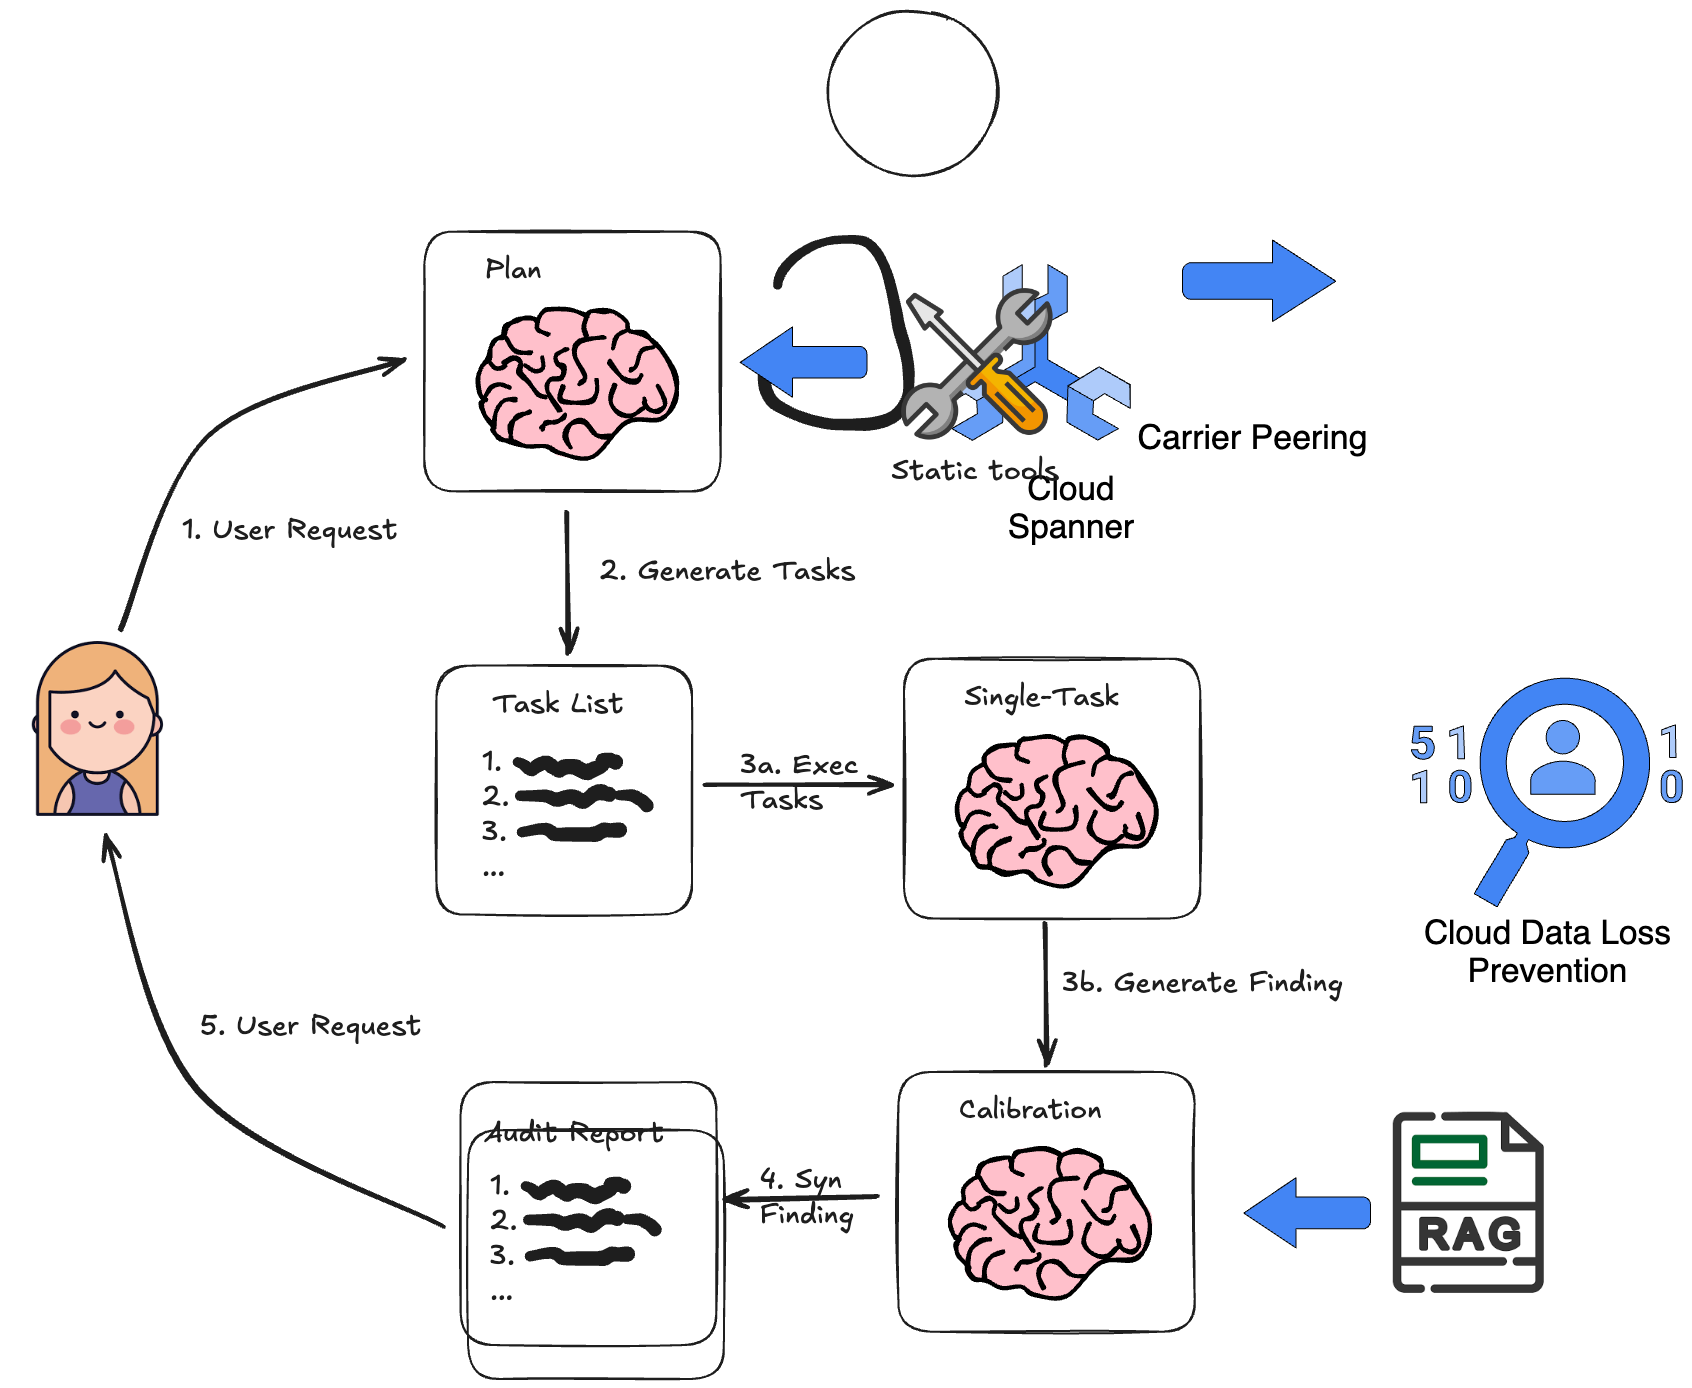 Plan
Carrier Peering
Static tools
Cloud
Spanner
1. User Request
2. Generate Tasks
Task List
1.
2.
3.
...
3a. Exec
Tasks
Single-Task
5 1
1 0
1
0
Cloud Data Loss
Prevention
3b. Generate Finding
5. User Request
Audit Report
1.
2.
3.
...
4. Syn
Finding
Calibration
RAG